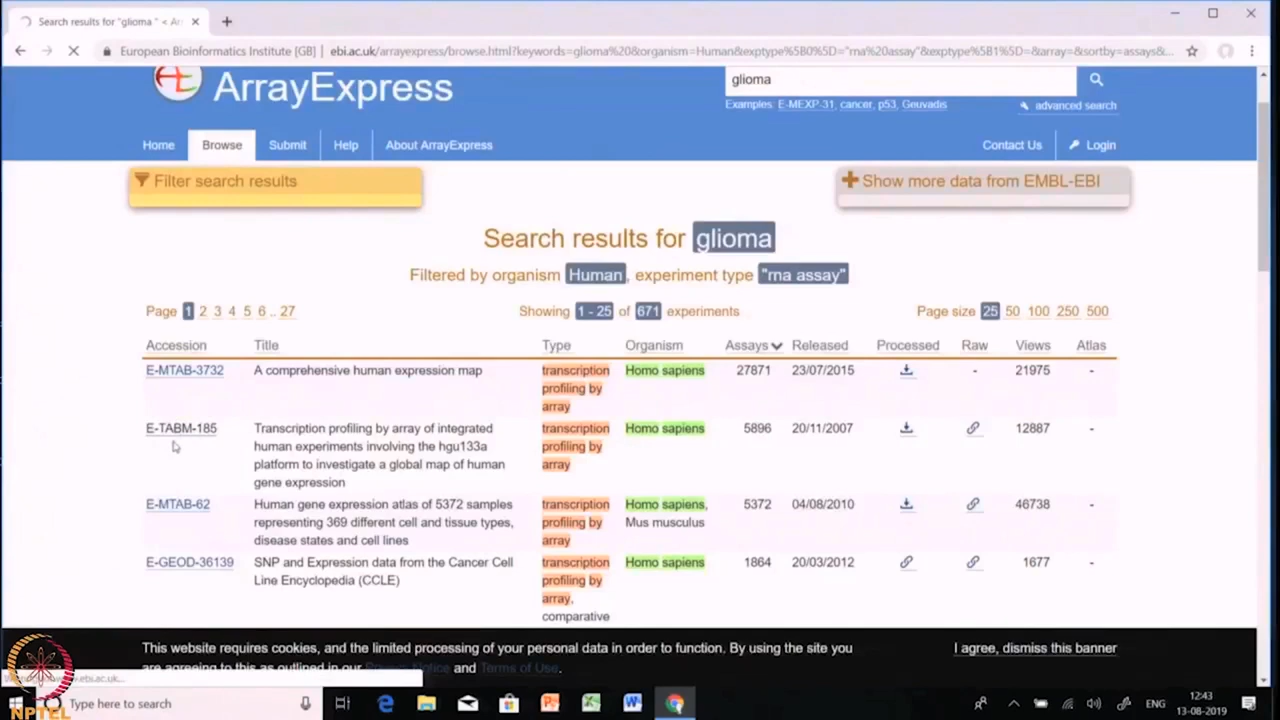 Search results for "glioma " < Ar
European Bioinformatics Institute [GB] | ebi.ac.uk/arrayexpress/browse.html?keywords=glioma%20&organism=Human&exptype%5B0%5D="rna%20assay"&exptype%5B1%5D=&array=&sortby=assays&...
ArrayExpress
glioma
Examples: E-MEXP-31, cancer, p53, Geuvadis
advanced search
Home Browse Submit Help About ArrayExpress Contact Us Login
Filter search results
Show more data from EMBL-EBI
Search results for glioma
Filtered by organism Human, experiment type "rna assay"
Page 1 2 3 4 5 6 .. 27 Showing 1 - 25 of 671 experiments Page size 25 50 100 250 500
Accession Title Type Organism Assays Released Processed Raw Views Atlas
E-MTAB-3732 A comprehensive human expression map transcription Homo sapiens 27871 23/07/2015 - 21975 -
profiling by
array
E-TABM-185 Transcription profiling by array of integrated transcription Homo sapiens 5896 20/11/2007 12887 -
human experiments involving the hgu133a profiling by
platform to investigate a global map of human array
gene expression
E-MTAB-62 Human gene expression atlas of 5372 samples transcription Homo sapiens, 5372 04/08/2010 46738 -
representing 369 different cell and tissue types, profiling by Mus musculus
disease states and cell lines array
E-GEOD-36139 SNP and Expression data from the Cancer Cell transcription Homo sapiens 1864 20/03/2012 1677 -
Line Encyclopedia (CCLE) profiling by
array,
comparative
This website requires cookies, and the limited processing of your personal data in order to function. By using the site you
I agree, dismiss this banner
are agreeing to this as outlined in our Privacy Notice and Terms of Use.
Type here to search
ENG
12:43
13-08-2019
NPTEL